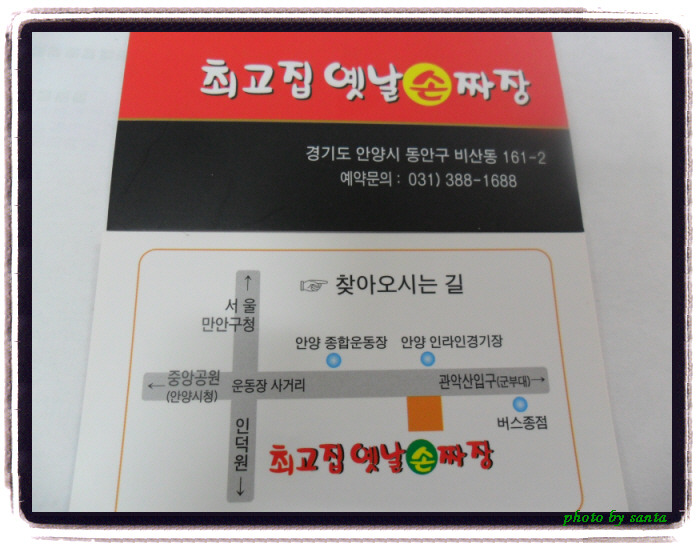 최고집 옛날 손 짜장
경기도 안양시 동안구 비산동 161-2
예약문의 : 031) 388-1688
☞ 찾아오시는 길
↑
서 울
만안구청
안양 종합운동장
안양 인라인경기장
← 중앙공원
(안양시청)
운동장 사거리
관악산입구(군부대)→
버스종점
인덕원
↓
최고집 옛날 손 짜장
photo by santa